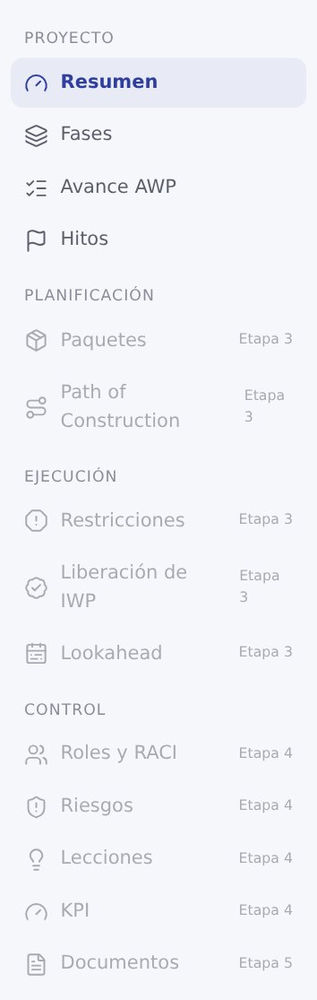 PROYECTO
Resumen
Fases
Avance AWP
Hitos
PLANIFICACIÓN
Paquetes Etapa 3
Path of Construction Etapa 3
EJECUCIÓN
Restricciones Etapa 3
Liberación de IWP Etapa 3
Lookahead Etapa 3
CONTROL
Roles y RACI Etapa 4
Riesgos Etapa 4
Lecciones Etapa 4
KPI Etapa 4
Documentos Etapa 5